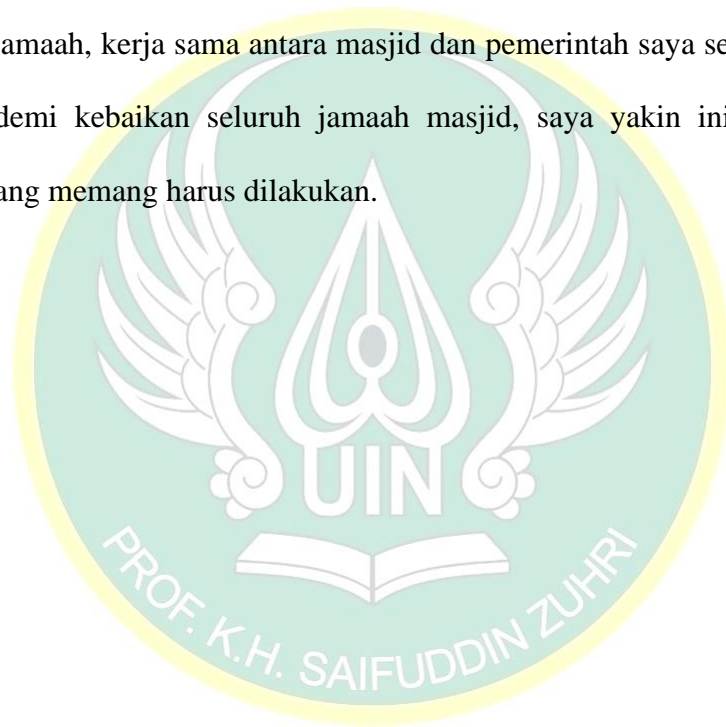 amaah, kerja sama antara masjid dan pemerintah saya se
demi kebaikan seluruh jamaah masjid, saya yakin ini
ang memang harus dilakukan.
UIN
PROF. K.H. SAIFUDDIN ZUHRI